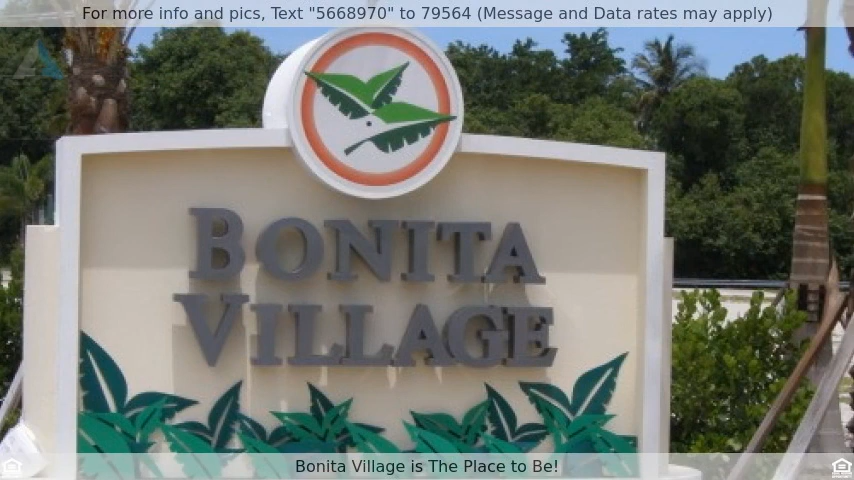 For more info and pics, Text "5668970" to 79564 (Message and Data rates may apply)
BONITA
VILLAGE
Bonita Village is The Place to Be!